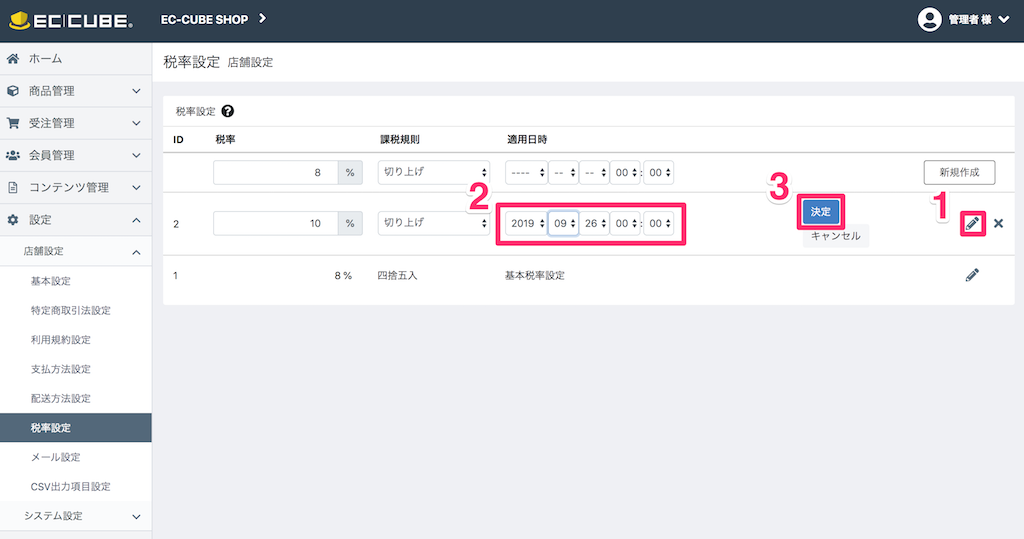 EC CUBE® EC-CUBE SHOP 管理者 様
ホーム
商品管理
受注管理
会員管理
コンテンツ管理
設定
店舗設定
基本設定
特定商取引法設定
利用規約設定
支払方法設定
配送方法設定
税率設定
メール設定
CSV出力項目設定
システム設定
税率設定 店舗設定
税率設定 ?
ID 税率 課税規則 適用日時
8 % 切り上げ ---- -- -- 00 : 00 新規作成
2 3 1
2 10 % 切り上げ 2019 09 26 00 : 00 決定
キャンセル
1 8 % 四捨五入 基本税率設定